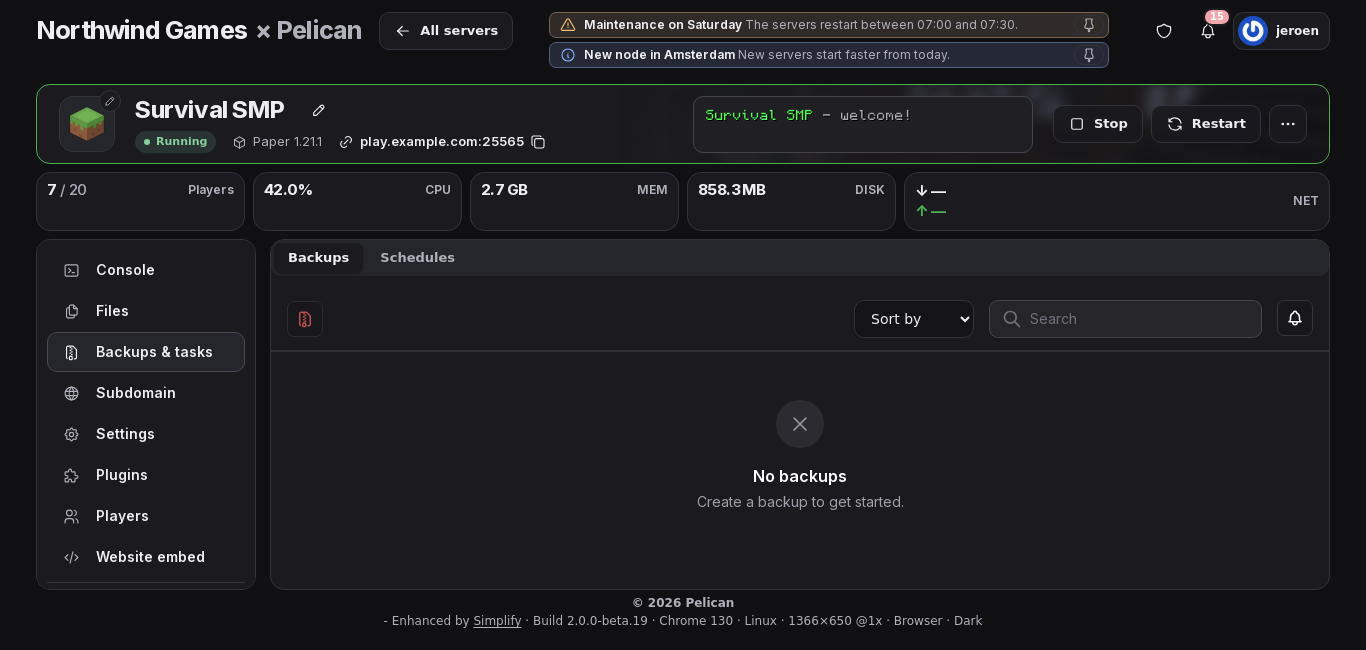 Northwind Games × Pelican
All servers
Maintenance on Saturday The servers restart between 07:00 and 07:30.
New node in Amsterdam New servers start faster from today.
15
jeroen
Survival SMP
Running
Paper 1.21.1
play.example.com:25565
Survival SMP - welcome!
Stop
Restart
7 / 20 Players
42.0% CPU
2.7 GB MEM
858.3 MB DISK
↓ —
↑ —
NET
Console
Files
Backups & tasks
Subdomain
Settings
Plugins
Players
Website embed
Backups
Schedules
Sort by
Search
No backups
Create a backup to get started.
© 2026 Pelican
- Enhanced by Simplify · Build 2.0.0-beta.19 · Chrome 130 · Linux · 1366×650 @1x · Browser · Dark